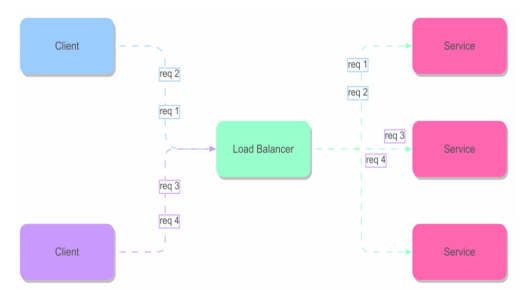 Client
Service
req 1
req 2
req 2
req 1
req 3
Load Balancer
Service
req 4
req 3
req 4
Client
Service